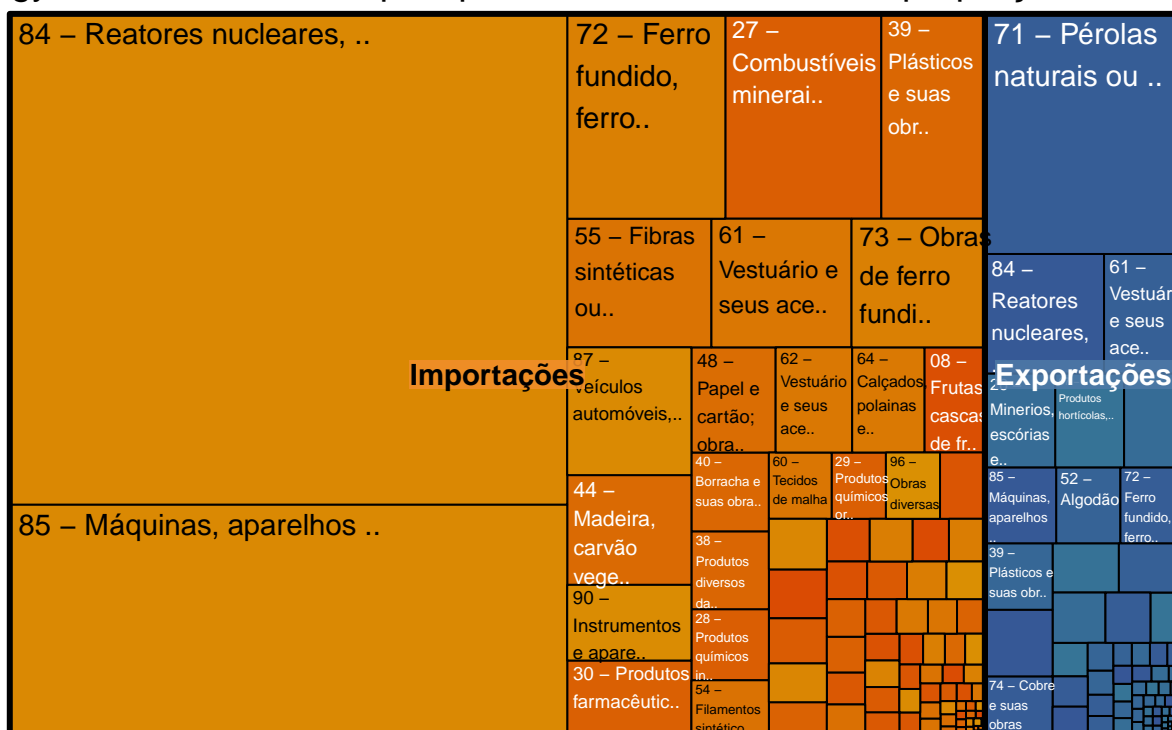 84 – Reatores nucleares, ..
72 – Ferro
fundido,
ferro..
27 –
Combustíveis
minerai..
39 –
Plásticos
e suas
obr..
71 – Pérolas
naturais ou ..
55 – Fibras
sintéticas
ou..
61 –
Vestuário e
seus ace..
73 – Obras
de ferro
fundi..
84 –
Reatores
nucleares,
61 –
Vestuár
e seus
ace..
Importações
87 –
veículos
automóveis,..
48 –
Papel e
cartão;
obra..
62 –
Vestuário
e seus
ace..
64 –
Calçados,
polainas
e..
08 –
Frutas
cascas
de fr..
Exportações
Minerios,
escórias
e..
Produtos
hortícolas,..
85 – Máquinas, aparelhos ..
44 –
Madeira,
carvão
vege..
40 –
Borracha e
suas obra..
60 –
Tecidos
de malha
29 –
Produtos
químicos
or..
96 –
Obras
diversas
85 –
Máquinas,
aparelhos
..
52 –
Algodão
72 –
Ferro
fundido,
ferro..
38 –
Produtos
diversos
da..
39 –
Plásticos e
suas obr..
90 –
Instrumentos
e apare..
28 –
Produtos
químicos
in..
30 – Produtos
farmacêutic..
54 –
Filamentos
sintético
74 – Cobre
e suas
obras